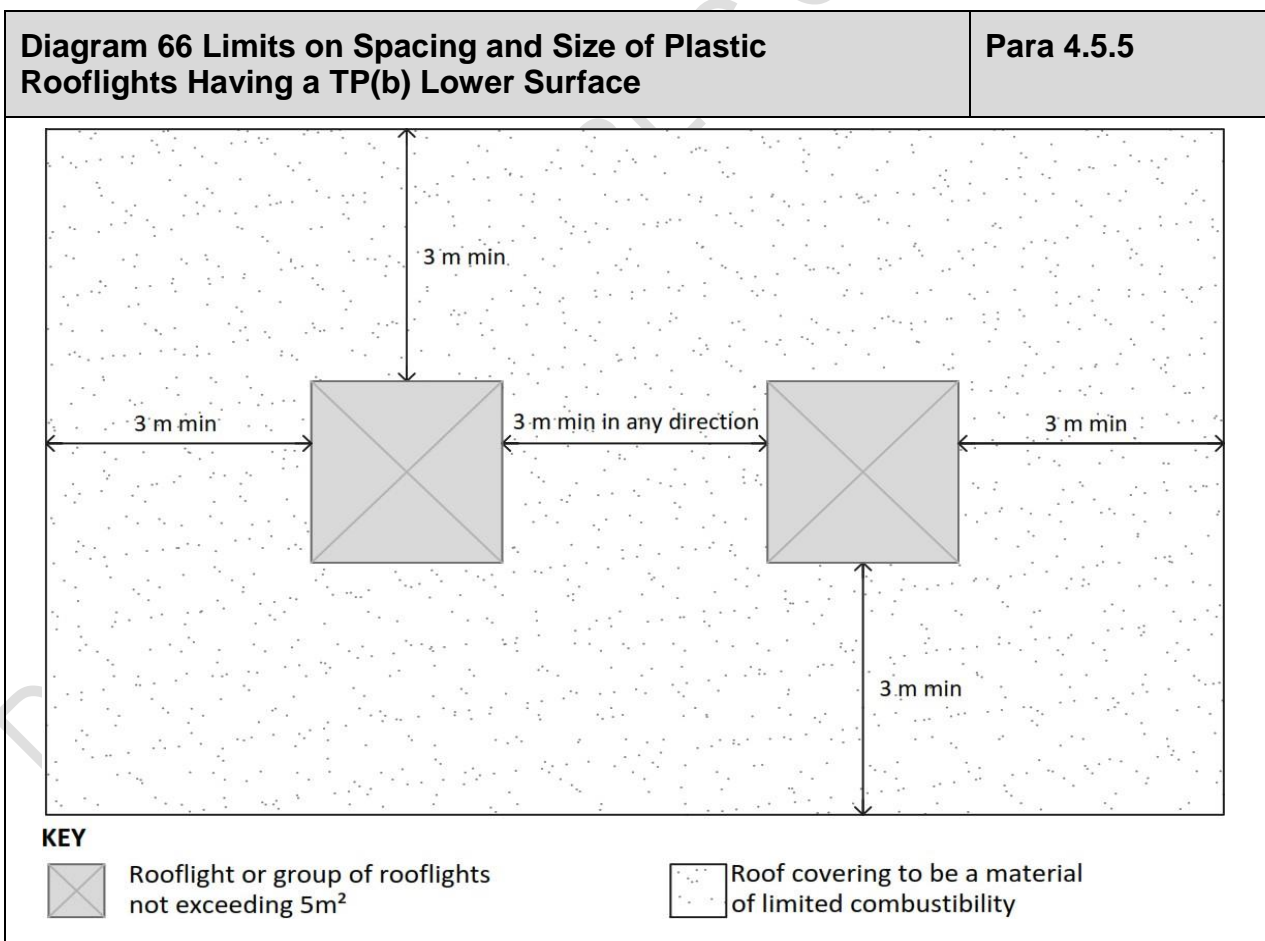 Diagram 66 Limits on Spacing and Size of Plastic
Rooflights Having a TP(b) Lower Surface
Para 4.5.5
3 m min
3 m min
3 m min in any direction
3 m min
3 m min
KEY
Rooflight or group of rooflights
not exceeding 5m²
Roof covering to be a material
of limited combustibility